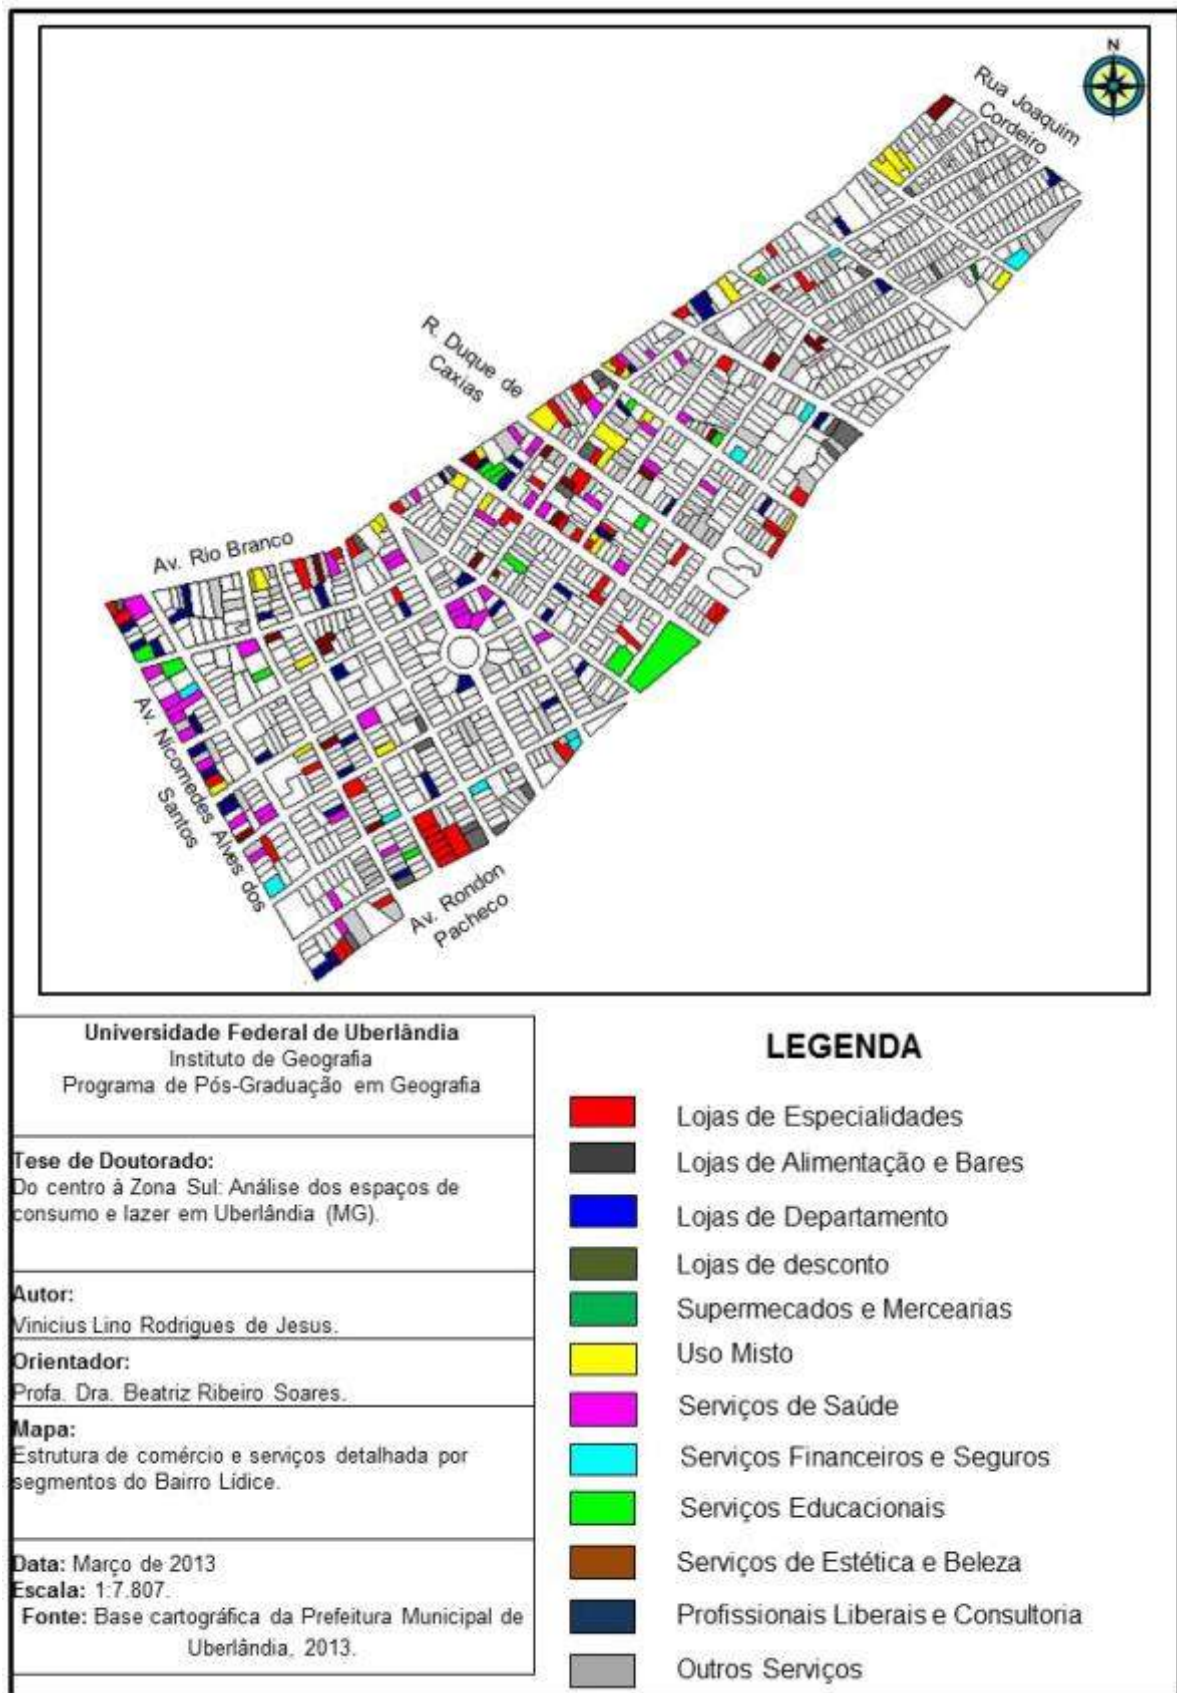 N
Rua Joaquim
Cordeiro
R. Duque de
Caxias
Av. Rio Branco
Av. Nicomedes Alves dos
Santos
Av. Rondon
Pacheco
Universidade Federal de Uberlândia
Instituto de Geografia
Programa de Pós-Graduação em Geografia
Tese de Doutorado:
Do centro à Zona Sul: Análise dos espaços de
consumo e lazer em Uberlândia (MG).
Autor:
Vinicius Lino Rodrigues de Jesus.
Orientador:
Profa. Dra. Beatriz Ribeiro Soares.
Mapa:
Estrutura de comércio e serviços detalhada por
segmentos do Bairro Lídice.
Data: Março de 2013
Escala: 1:7.807.
Fonte: Base cartográfica da Prefeitura Municipal de
Uberlândia, 2013.
LEGENDA
Lojas de Especialidades
Lojas de Alimentação e Bares
Lojas de Departamento
Lojas de desconto
Supermecados e Mercearias
Uso Misto
Serviços de Saúde
Serviços Financeiros e Seguros
Serviços Educacionais
Serviços de Estética e Beleza
Profissionais Liberais e Consultoria
Outros Serviços